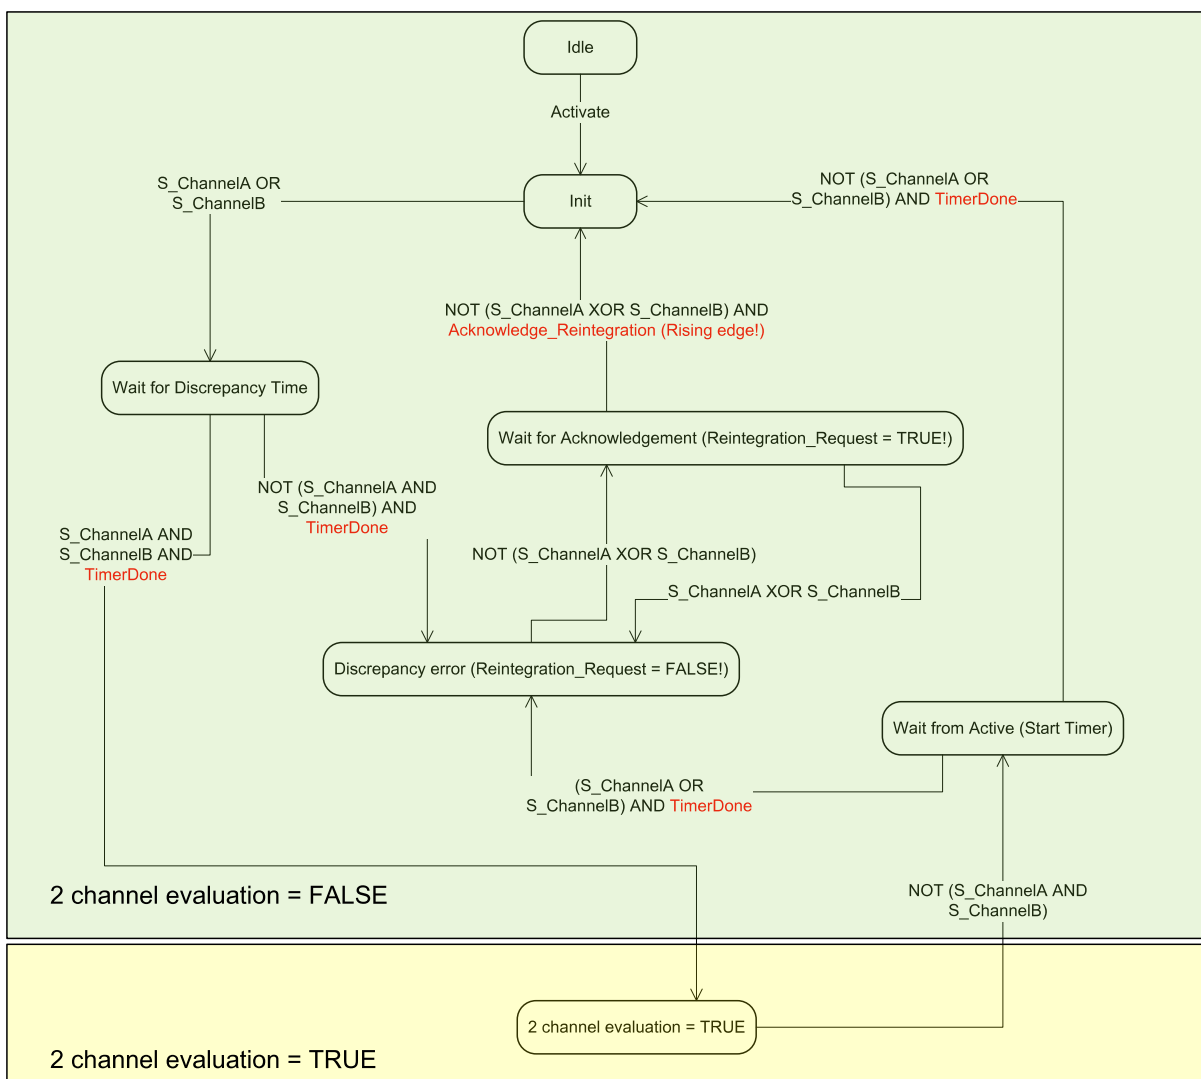 Idle
Activate
S_ChannelA OR
S_ChannelB
Init
NOT (S_ChannelA OR
S_ChannelB) AND TimerDone
NOT (S_ChannelA XOR S_ChannelB) AND
Acknowledge_Reintegration (Rising edge!)
Wait for Discrepancy Time
Wait for Acknowledgement (Reintegration_Request = TRUE!)
NOT (S_ChannelA AND
S_ChannelB) AND
TimerDone
S_ChannelA AND
S_ChannelB AND
TimerDone
NOT (S_ChannelA XOR S_ChannelB)
S_ChannelA XOR S_ChannelB
Discrepancy error (Reintegration_Request = FALSE!)
Wait from Active (Start Timer)
(S_ChannelA OR
S_ChannelB) AND TimerDone
2 channel evaluation = FALSE
NOT (S_ChannelA AND
S_ChannelB)
2 channel evaluation = TRUE
2 channel evaluation = TRUE